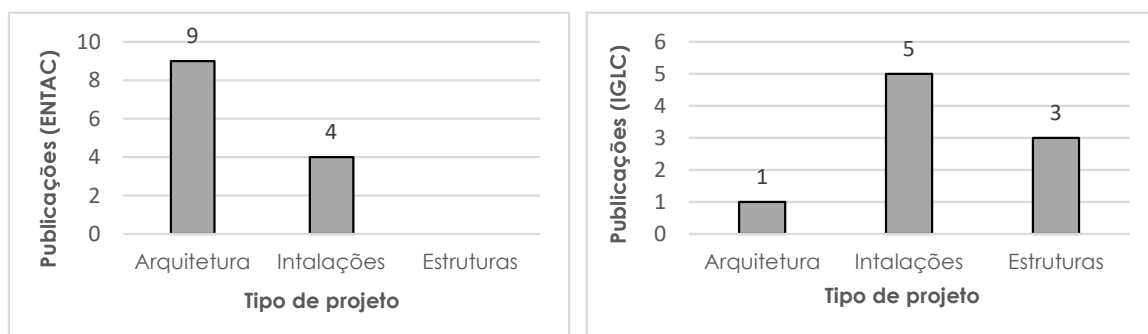 Publicações (ENTAC)
10
8
6
4
2
0
9
4
Arquitetura
Intalações
Estruturas
Tipo de projeto
Publicações (IGLC)
6
5
4
3
2
1
0
1
5
3
Arquitetura
Intalações
Estruturas
Tipo de projeto